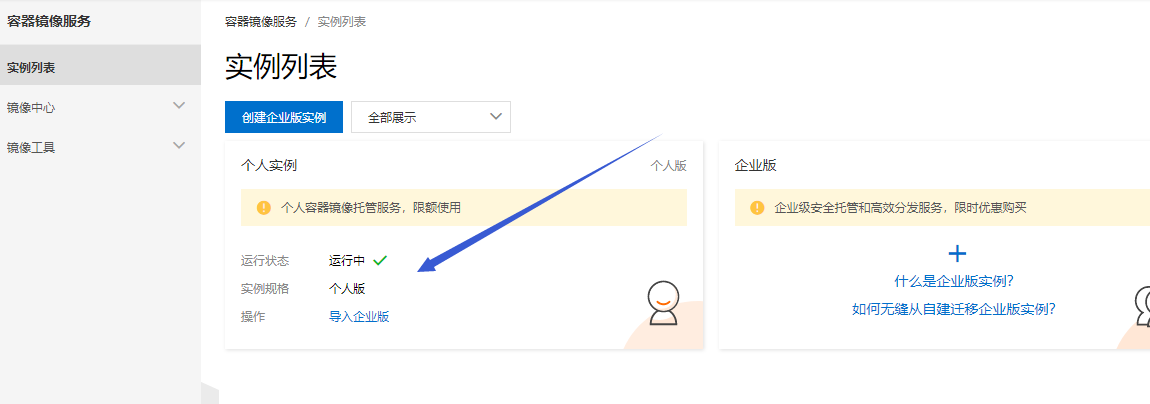 容器镜像服务
实例列表
镜像中心
镜像工具
容器镜像服务 / 实例列表
实例列表
创建企业版实例
全部展示
个人实例
个人版
个人容器镜像托管服务，限额使用
运行状态 运行中
实例规格 个人版
操作 导入企业版
企业版
企业级安全托管和高效分发服务，限时优惠购买
什么是企业版实例?
如何无缝从自建迁移企业版实例?